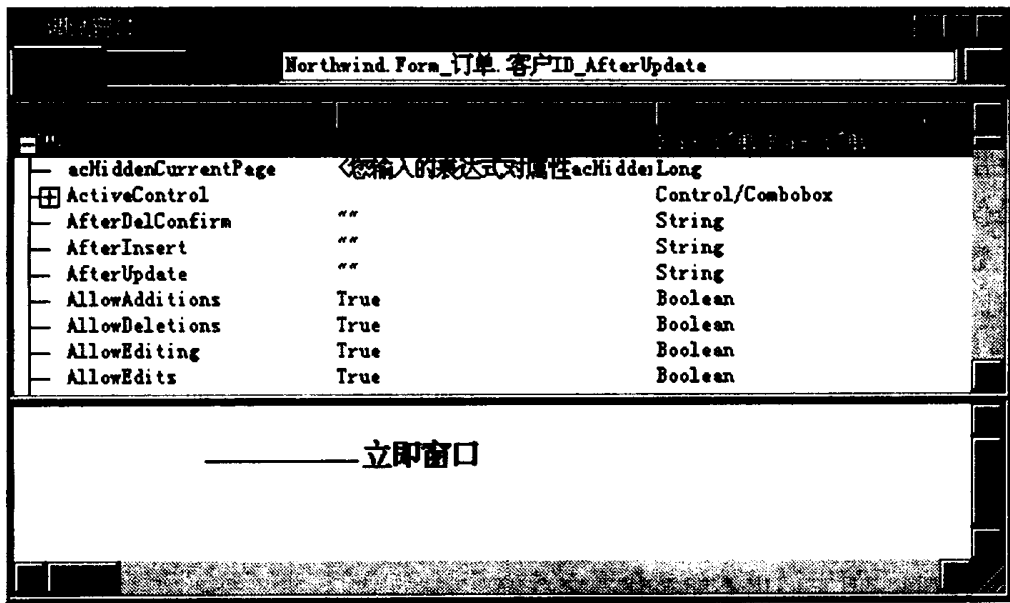 Northwind.Form_订单.客户ID_AfterUpdate
acHiddenCurrentPage <您输入的表达式对属性acHidde Long
ActiveControl Control/Combobox
AfterDelConfirm "" String
AfterInsert "" String
AfterUpdate "" String
AllowAdditions True Boolean
AllowDeletions True Boolean
AllowEditing True Boolean
AllowEdits True Boolean
立即窗口